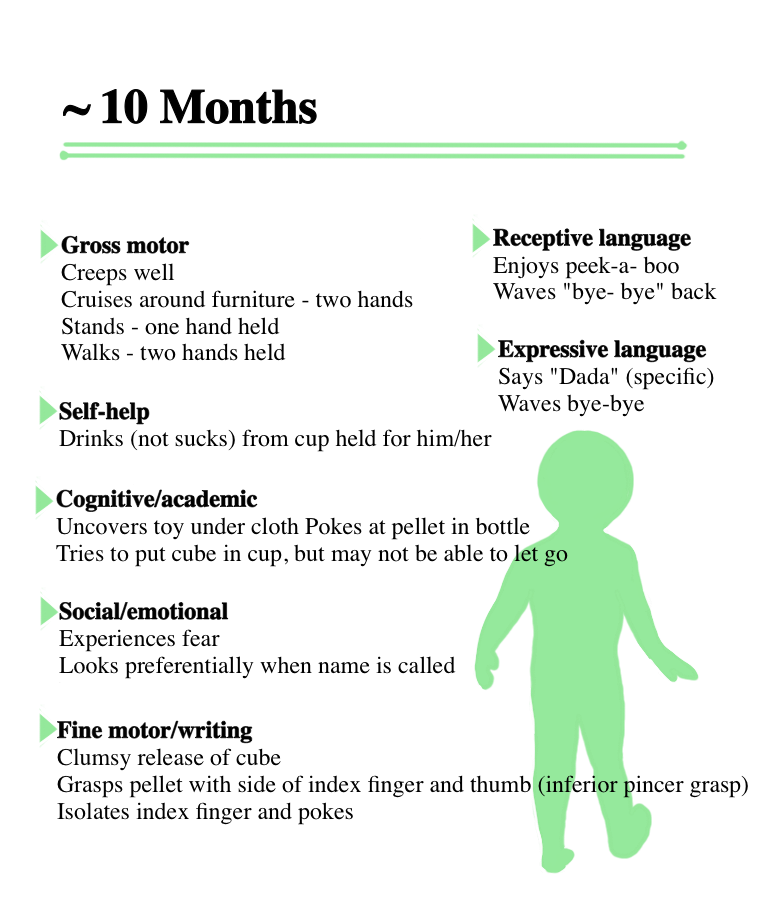 ~ 10 Months
Gross motor
Creeps well
Cruises around furniture - two hands
Stands - one hand held
Walks - two hands held
Self-help
Drinks (not sucks) from cup held for him/her
Cognitive/academic
Uncovers toy under cloth Pokes at pellet in bottle
Tries to put cube in cup, but may not be able to let go
Social/emotional
Experiences fear
Looks preferentially when name is called
Fine motor/writing
Clumsy release of cube
Grasps pellet with side of index finger and thumb (inferior pincer grasp)
Isolates index finger and pokes
Receptive language
Enjoys peek-a- boo
Waves "bye- bye" back
Expressive language
Says "Dada" (specific)
Waves bye-bye